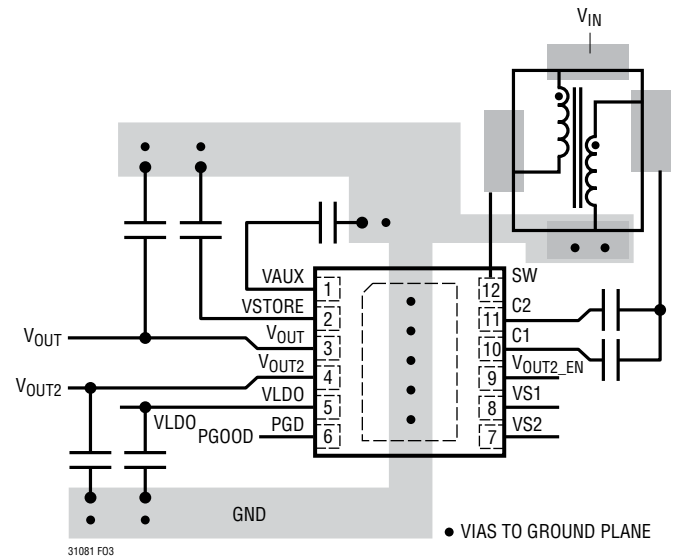 VIN
VAUX
1
VSTORE
2
VOUT
VOUT
3
VOUT2
VOUT2
4
VLDO
5
VLDO
PGOOD
PGD
6
SW
12
C2
11
C1
10
VOUT2_EN
9
VS1
8
VS2
7
GND
VIAS TO GROUND PLANE
31081 F03